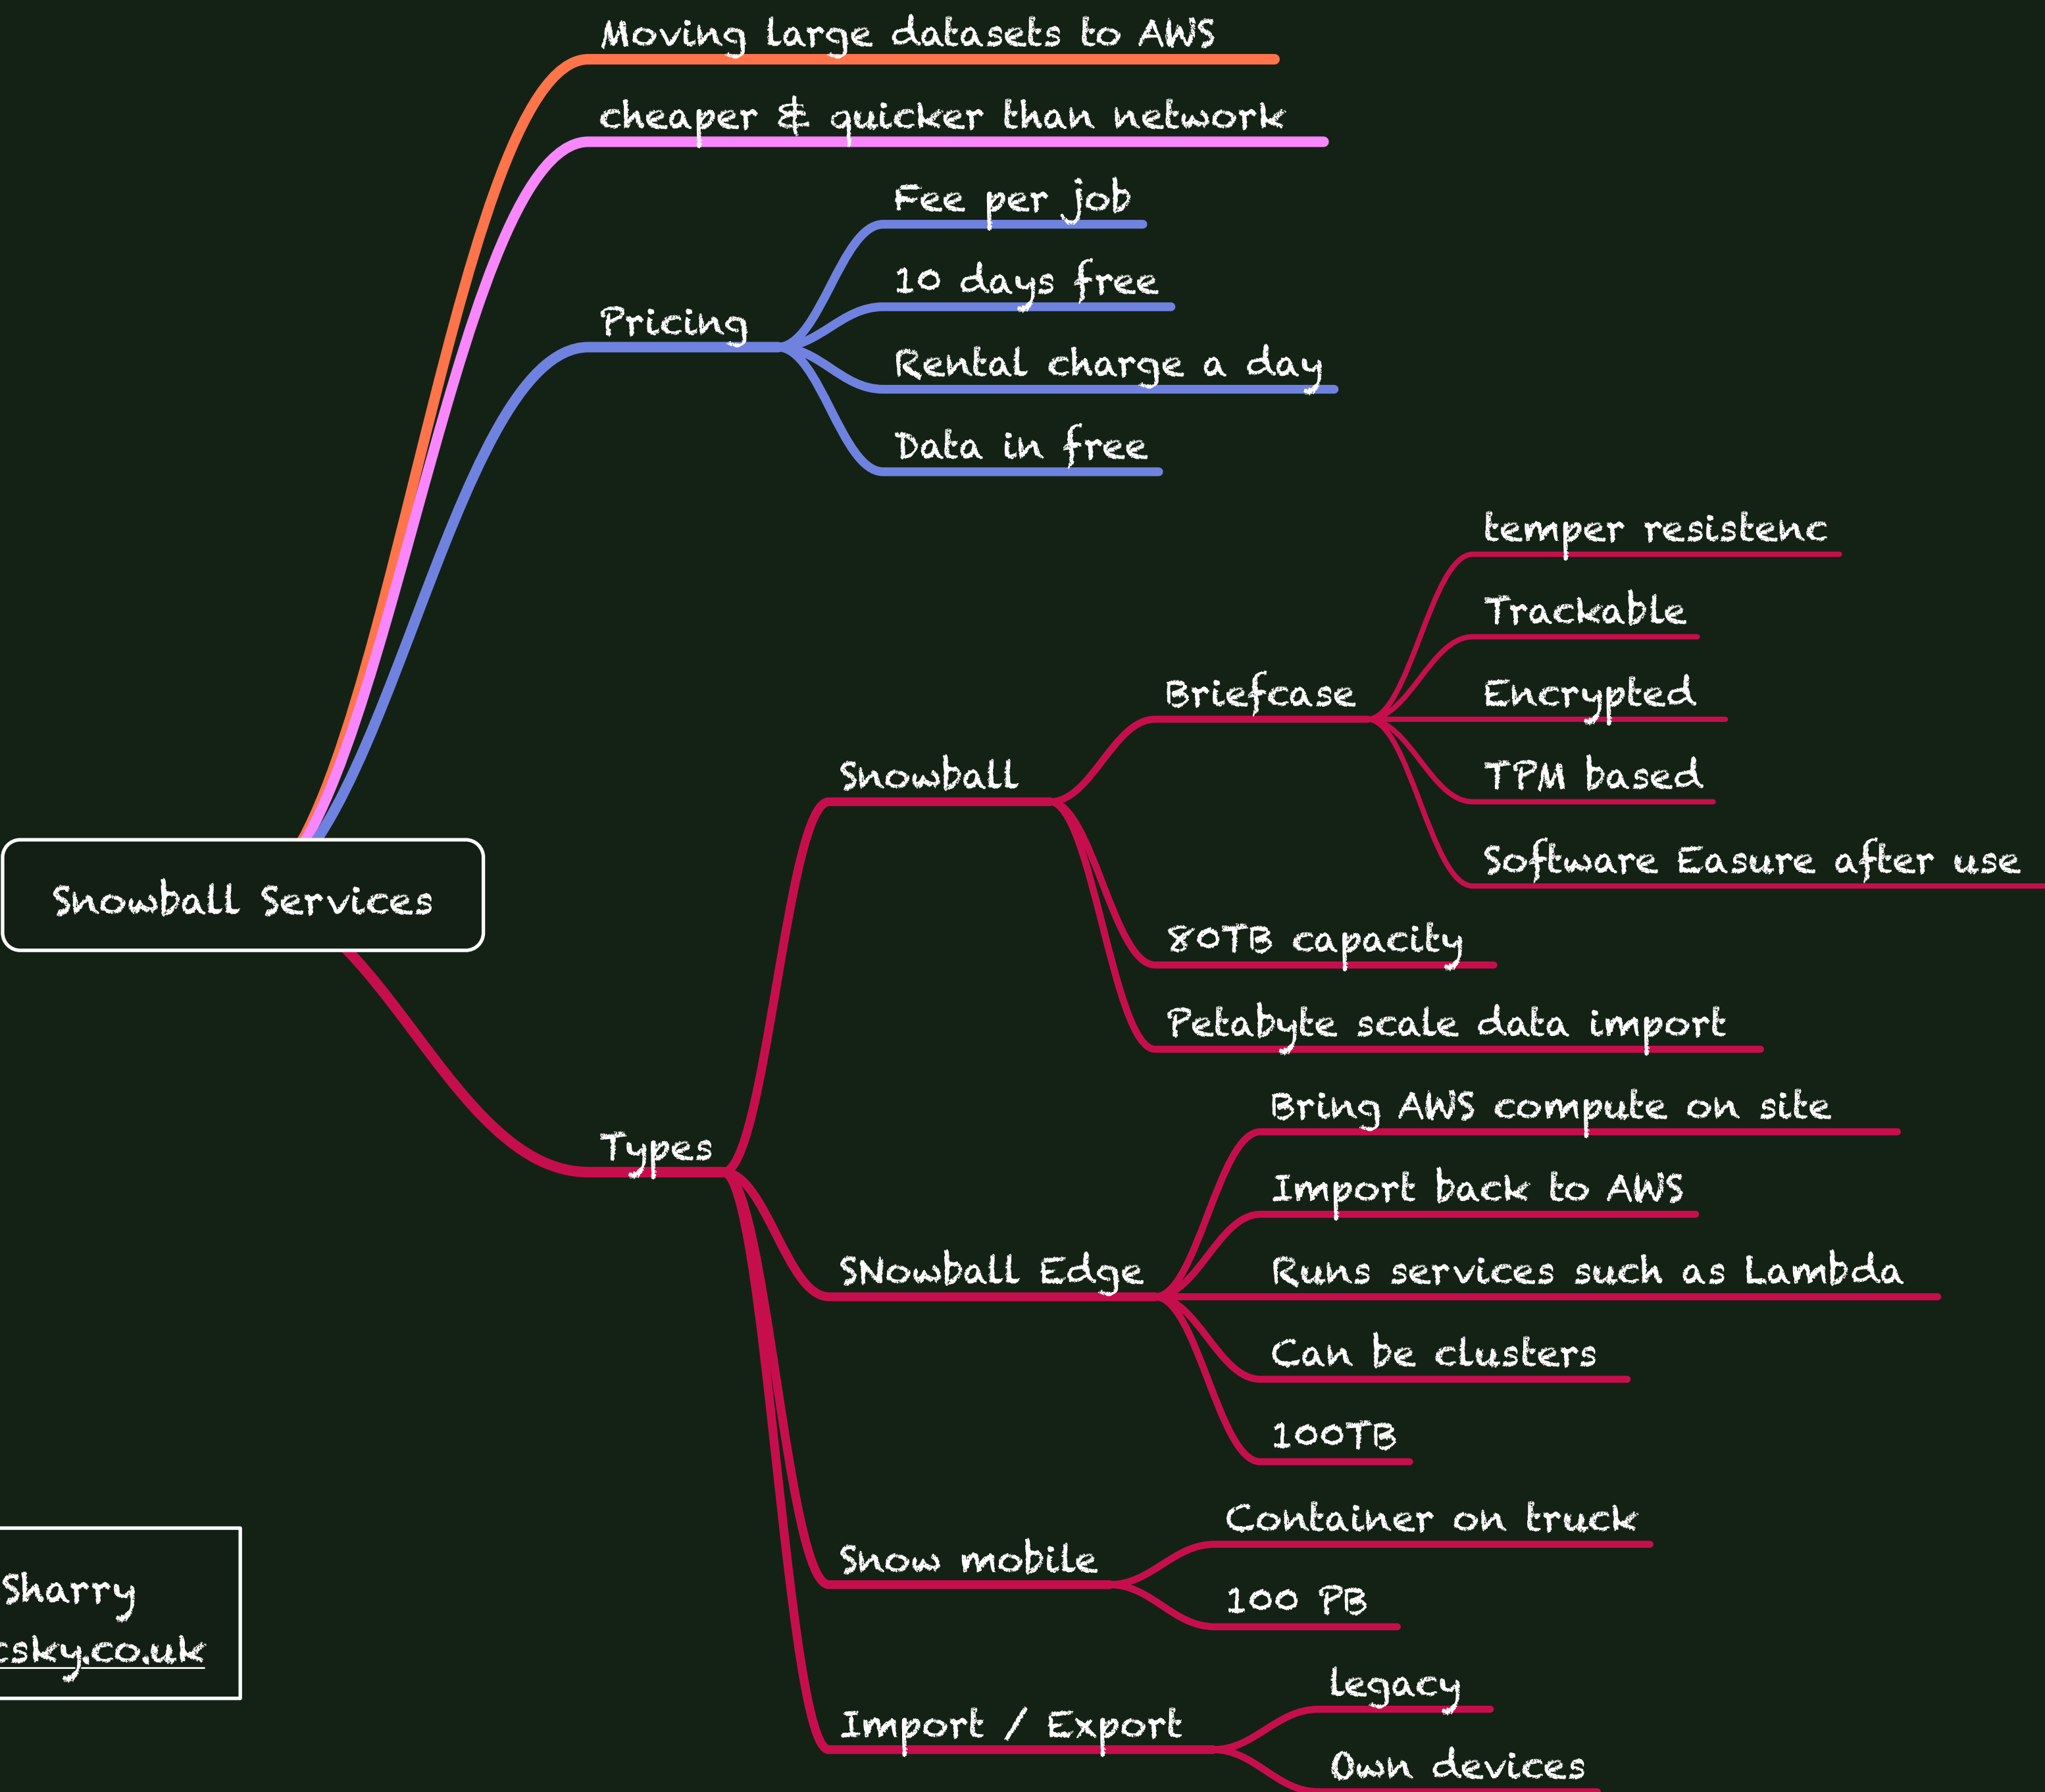 Moving large datasets to AWS
cheaper & quicker than network
Pricing
Fee per job
10 days free
Rental charge a day
Data in free
Snowball Services
Types
Snowball
Briefcase
temper resistenc
Trackable
Encrypted
TPM based
Software Easure after use
80TB capacity
Petabyte scale data import
SNowball Edge
Bring AWS compute on site
Import back to AWS
Runs services such as Lambda
Can be clusters
100TB
Snow mobile
Container on truck
100 PB
Import / Export
legacy
Own devices
Sharry
csky.co.uk